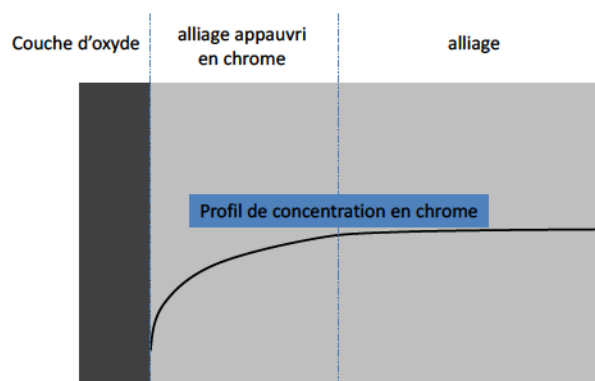 Couche d'oxyde
alliage appauvri
en chrome
alliage
Profil de concentration en chrome